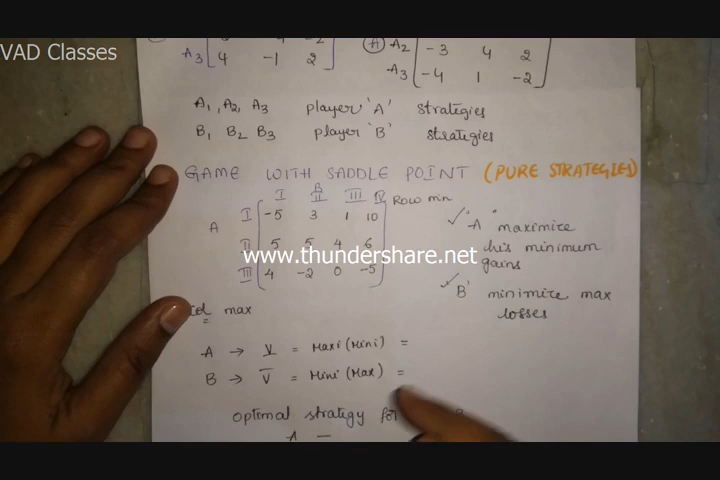 VAD Classes
A3 4 -1 2
(A) A2 -3 4 2
A3 -4 1 -2
A1, A2, A3 player 'A' strategies
B1 B2 B3 player 'B' strategies
GAME WITH SADDLE POINT (PURE STRATEGIES)
B
I II III IV Row min
A I -5 3 1 10
II 5 5 4 6
III 4 -2 0 -5
"A" maximize
his minimum
gains
'B' minimize max
losses
www.thundershare.net
max
A → V = Maxi (Mini) =
B → V̄ = Mini (Max) =
optimal strategy for
A —